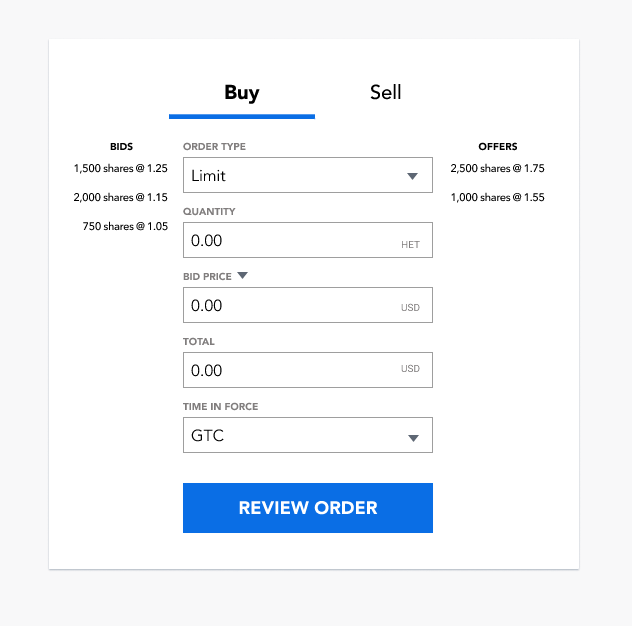 Buy
Sell
BIDS
1,500 shares @ 1.25
2,000 shares @ 1.15
750 shares @ 1.05
ORDER TYPE
Limit
QUANTITY
0.00
HET
BID PRICE
0.00
USD
TOTAL
0.00
USD
TIME IN FORCE
GTC
REVIEW ORDER
OFFERS
2,500 shares @ 1.75
1,000 shares @ 1.55